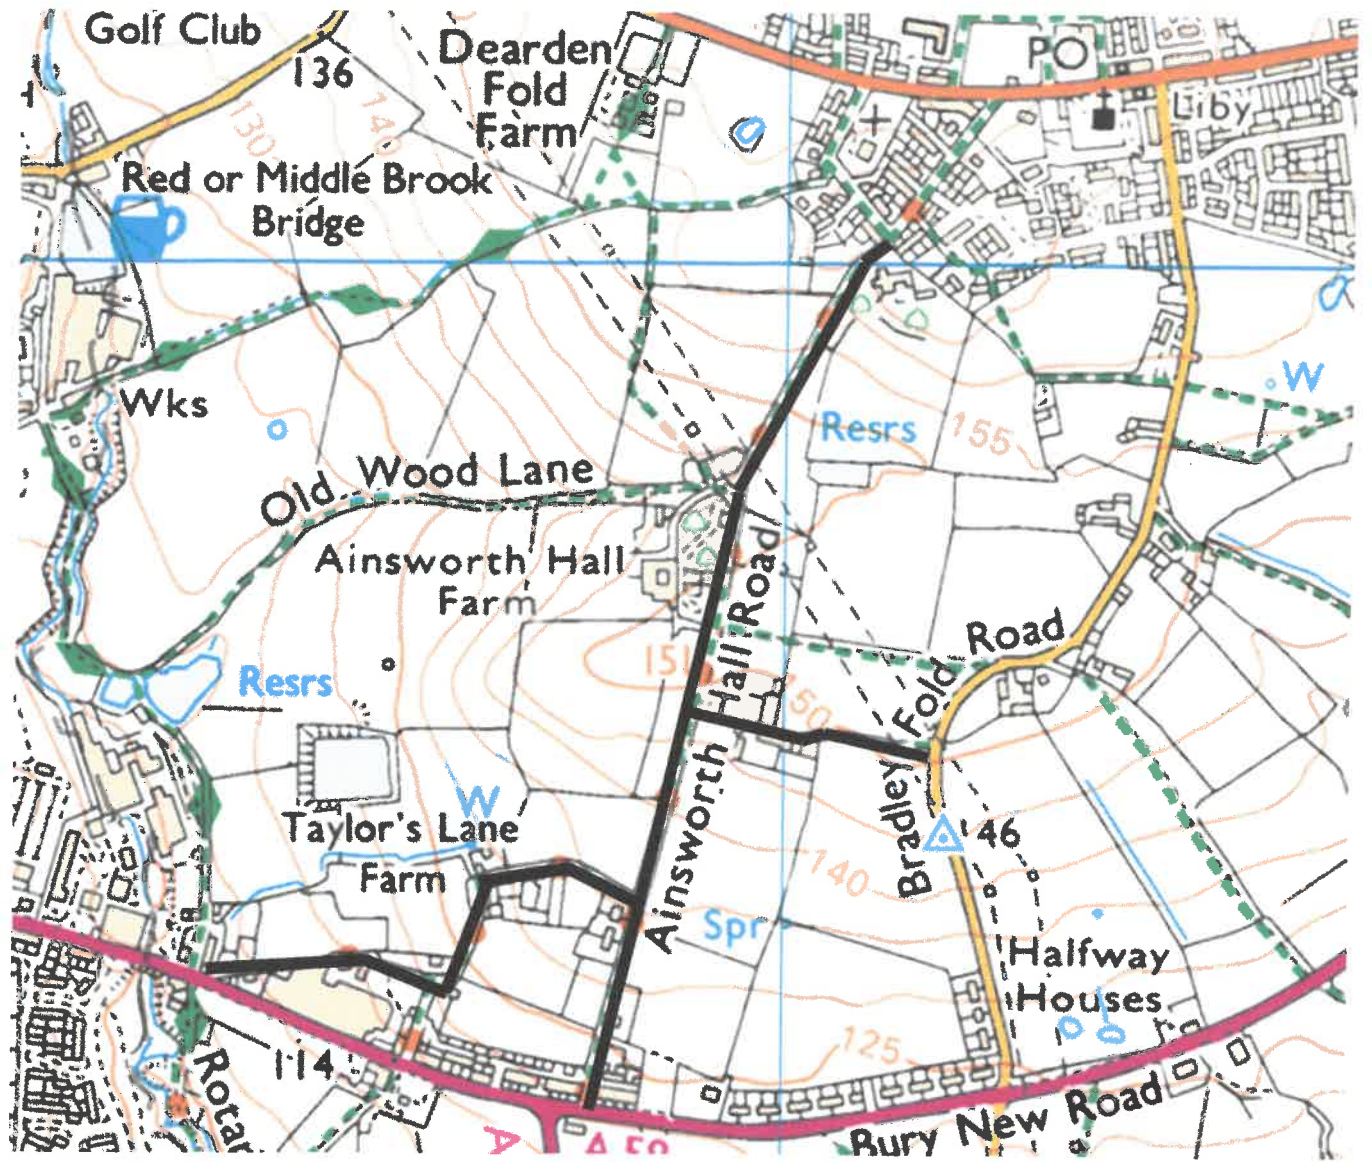 Golf Club
136
Dearden
Fold
Farm
PO
Liby
130
140
Red or Middle Brook
Bridge
Wks
W
Resrs
155
Old Wood Lane
Ainsworth Hall
Farm
Resrs
151
150
Ainsworth Hall Road
Bradley Fold Road
W
Taylor's Lane
Farm
146
140
Spr
Halfway
Houses
125
114
Rotar
A
A 58
Bury New Road